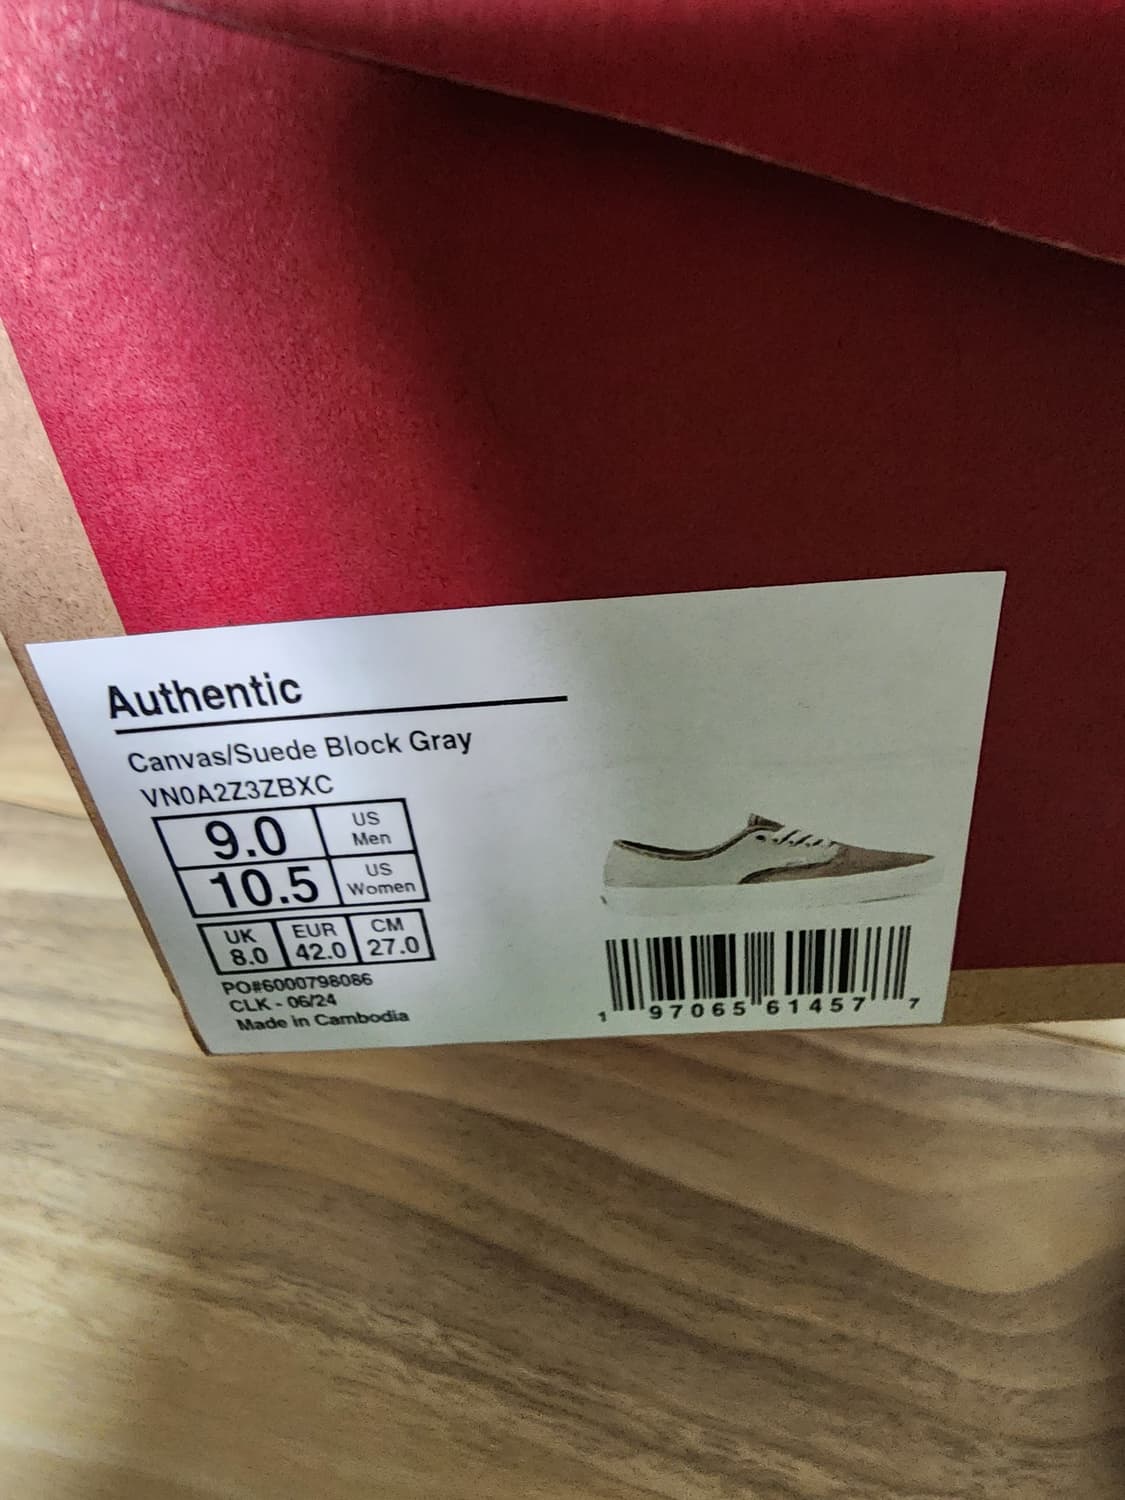 Authentic
Canvas/Suede Block Gray
VN0A2Z3ZBXC
9.0 US Men
10.5 US Women
UK EUR CM
8.0 42.0 27.0
PO#6000798086
CLK - 06/24
Made in Cambodia
1 97065 61457 7